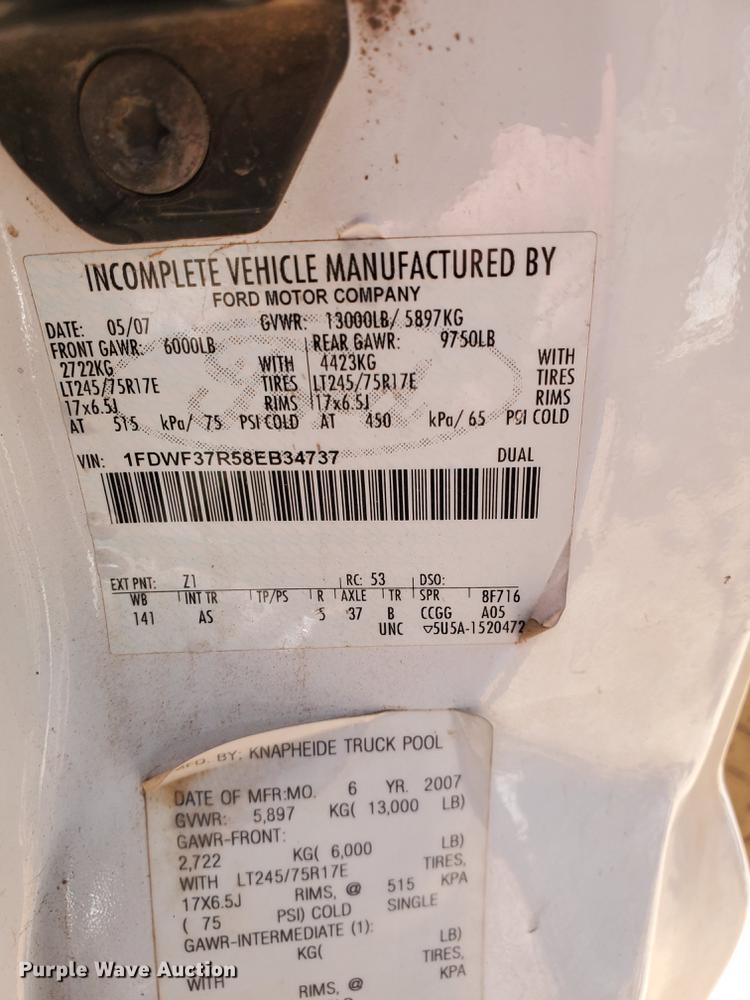 INCOMPLETE VEHICLE MANUFACTURED BY
FORD MOTOR COMPANY
DATE: 05/07 GVWR: 13000LB/ 5897KG
FRONT GAWR: 6000LB REAR GAWR: 9750LB
2722KG WITH 4423KG WITH
LT245/75R17E TIRES LT245/75R17E TIRES
17x6.5J RIMS 17x6.5J RIMS
AT 515 kPa/ 75 PSI COLD AT 450 kPa/ 65 PSI COLD
VIN: 1FDWF37R58EB34737 DUAL
EXT PNT: Z1 RC: 53 DSO:
WB INT TR TP/PS R AXLE TR SPR 8F716
141 AS 5 37 B CCGG A05
UNC ▽5U5A-1520472
MFD. BY: KNAPHEIDE TRUCK POOL
DATE OF MFR:MO. 6 YR. 2007
GVWR: 5,897 KG( 13,000 LB)
GAWR-FRONT:
2,722 KG( 6,000 LB)
WITH LT245/75R17E TIRES,
17X6.5J RIMS, @ 515 KPA
( 75 PSI) COLD SINGLE
GAWR-INTERMEDIATE (1):
KG( LB)
WITH TIRES,
RIMS, @ KPA
Purple Wave Auction